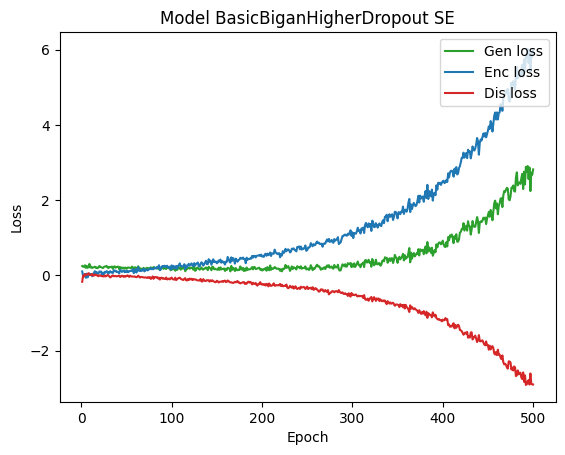 Model BasicBiganHigherDropout SE
Gen loss
Enc loss
Dis loss
6
4
2
0
−2
Loss
0
100
200
300
400
500
Epoch